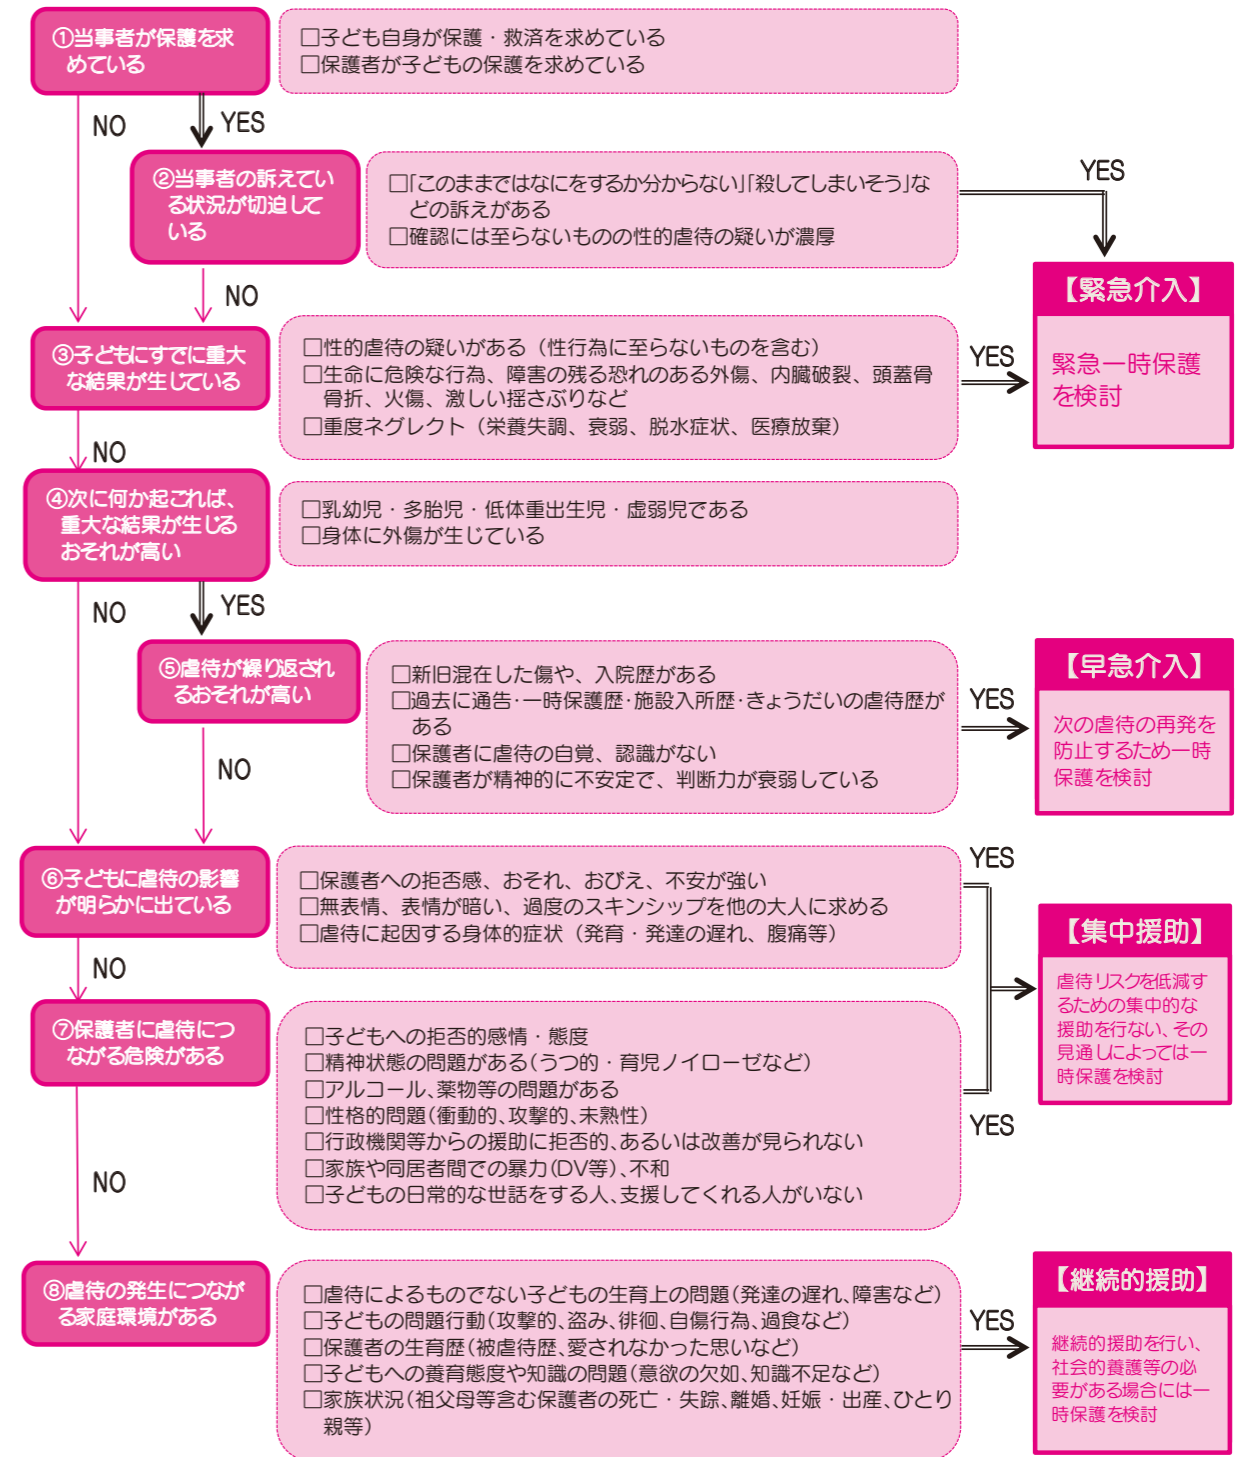 ①当事者が保護を求
めている
□子ども自身が保護・救済を求めている
□保護者が子どもの保護を求めている
NO
YES
②当事者の訴えてい
る状況が切迫して
いる
□「このままではなにをするか分からない」「殺してしまいそう」な
どの訴えがある
□確認には至らないものの性的虐待の疑いが濃厚
YES
NO
【緊急介入】
緊急一時保護
を検討
③子どもにすでに重大
な結果が生じている
□性的虐待の疑いがある（性行為に至らないものを含む）
□生命に危険な行為、障害の残る恐れのある外傷、内臓破裂、頭蓋骨
骨折、火傷、激しい揺さぶりなど
□重度ネグレクト（栄養失調、衰弱、脱水症状、医療放棄）
YES
NO
④次に何か起これば、
重大な結果が生じる
おそれが高い
□乳幼児・多胎児・低体重出生児・虚弱児である
□身体に外傷が生じている
NO
YES
⑤虐待が繰り返され
るおそれが高い
□新旧混在した傷や、入院歴がある
□過去に通告・一時保護歴・施設入所歴・きょうだいの虐待歴が
ある
□保護者に虐待の自覚、認識がない
□保護者が精神的に不安定で、判断力が衰弱している
YES
【早急介入】
次の虐待の再発を
防止するため一時
保護を検討
NO
⑥子どもに虐待の影響
が明らかに出ている
□保護者への拒否感、おそれ、おびえ、不安が強い
□無表情、表情が暗い、過度のスキンシップを他の大人に求める
□虐待に起因する身体的症状（発育・発達の遅れ、腹痛等）
YES
【集中援助】
虐待リスクを低減す
るための集中的な
援助を行ない、その
見通しによっては一
時保護を検討
NO
⑦保護者に虐待につ
ながる危険がある
□子どもへの拒否的感情・態度
□精神状態の問題がある（うつ的・育児ノイローゼなど）
□アルコール、薬物等の問題がある
□性格的問題（衝動的、攻撃的、未熟性）
□行政機関等からの援助に拒否的、あるいは改善が見られない
□家族や同居者間での暴力（DV等）、不和
□子どもの日常的な世話をする人、支援してくれる人がいない
YES
NO
⑧虐待の発生につなが
る家庭環境がある
□虐待によるものでない子どもの生育上の問題（発達の遅れ、障害など）
□子どもの問題行動（攻撃的、盗み、徘徊、自傷行為、過食など）
□保護者の生育歴（被虐待歴、愛されなかった思いなど）
□子どもへの養育態度や知識の問題（意欲の欠如、知識不足など）
□家族状況（祖父母等含む保護者の死亡・失踪、離婚、妊娠・出産、ひとり
親等）
YES
【継続的援助】
継続的援助を行い、
社会的養護等の必
要がある場合には一
時保護を検討